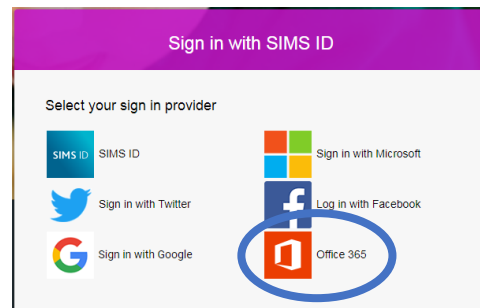 Sign in with SIMS ID
Select your sign in provider
SIMS ID SIMS ID
Sign in with Microsoft
Sign in with Twitter
Log in with Facebook
Sign in with Google
Office 365